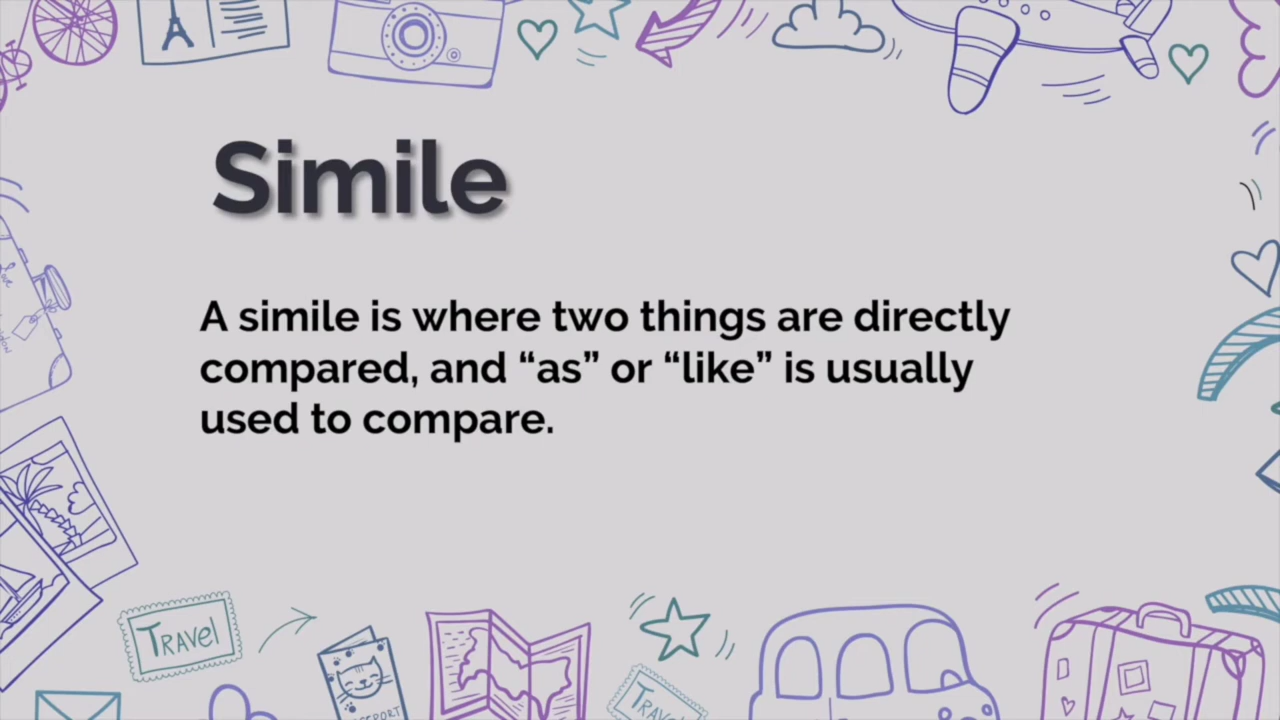 Simile
A simile is where two things are directly
compared, and “as” or “like” is usually
used to compare.
TRAVEL